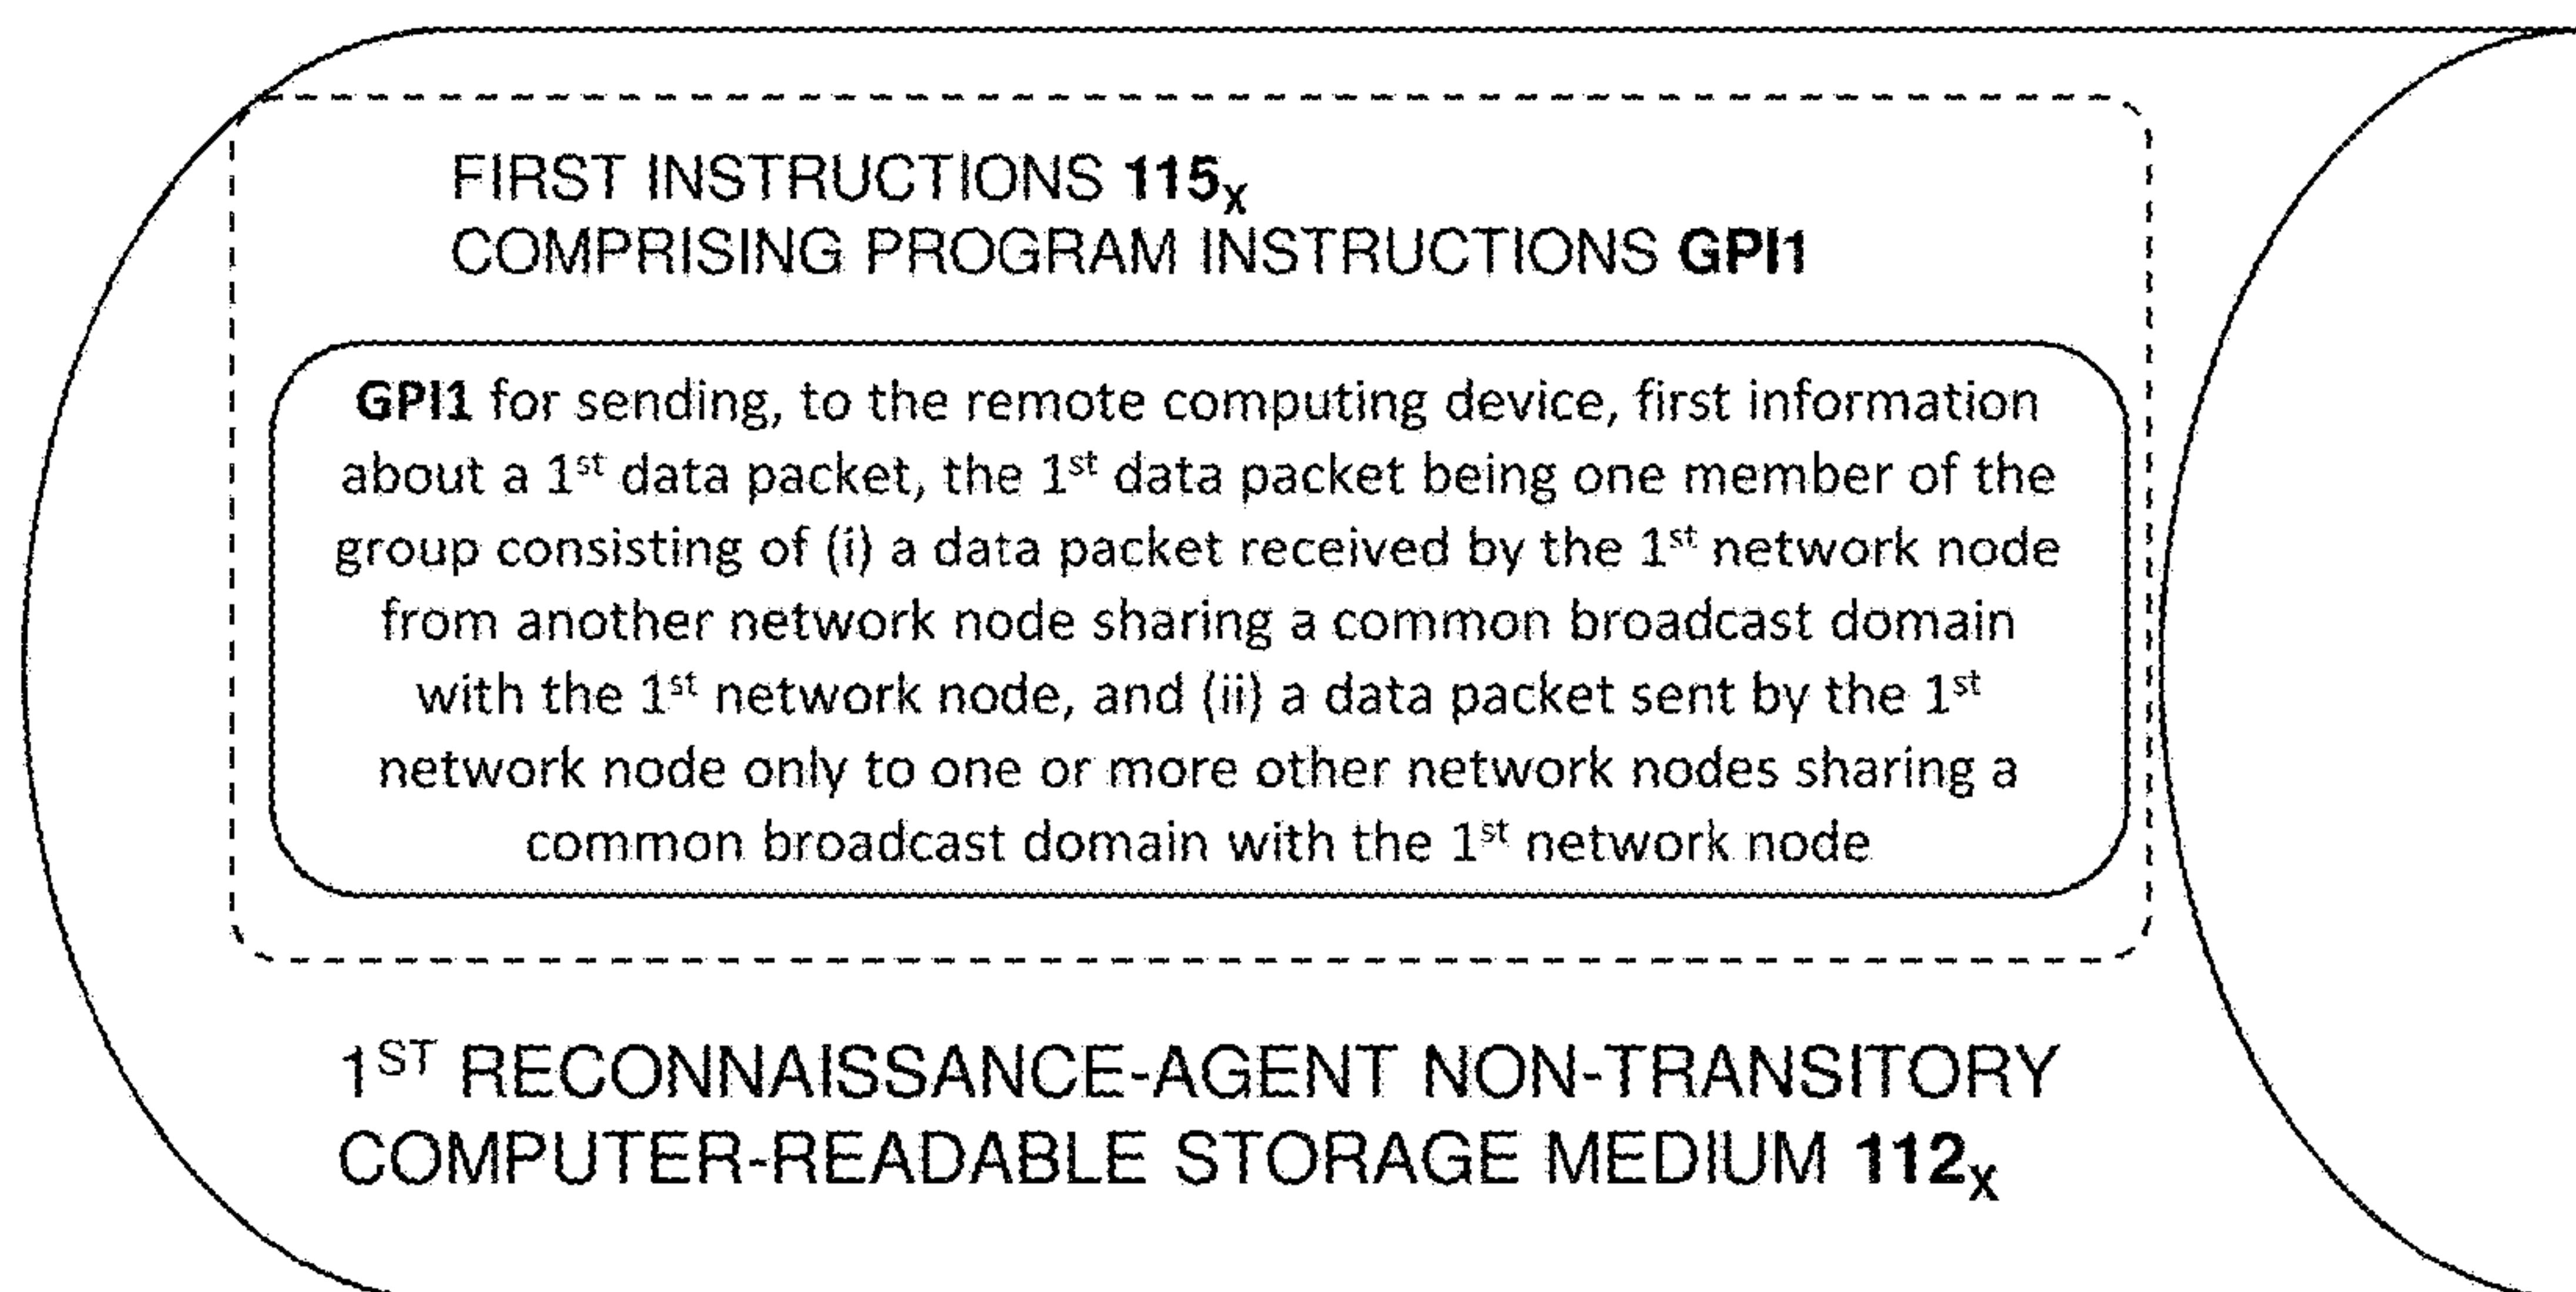 FIRST INSTRUCTIONS 115X
COMPRISING PROGRAM INSTRUCTIONS GPI1
GPI1 for sending, to the remote computing device, first information
about a 1st data packet, the 1st data packet being one member of the
group consisting of (i) a data packet received by the 1st network node
from another network node sharing a common broadcast domain
with the 1st network node, and (ii) a data packet sent by the 1st
network node only to one or more other network nodes sharing a
common broadcast domain with the 1st network node
1ST RECONNAISSANCE-AGENT NON-TRANSITORY
COMPUTER-READABLE STORAGE MEDIUM 112X